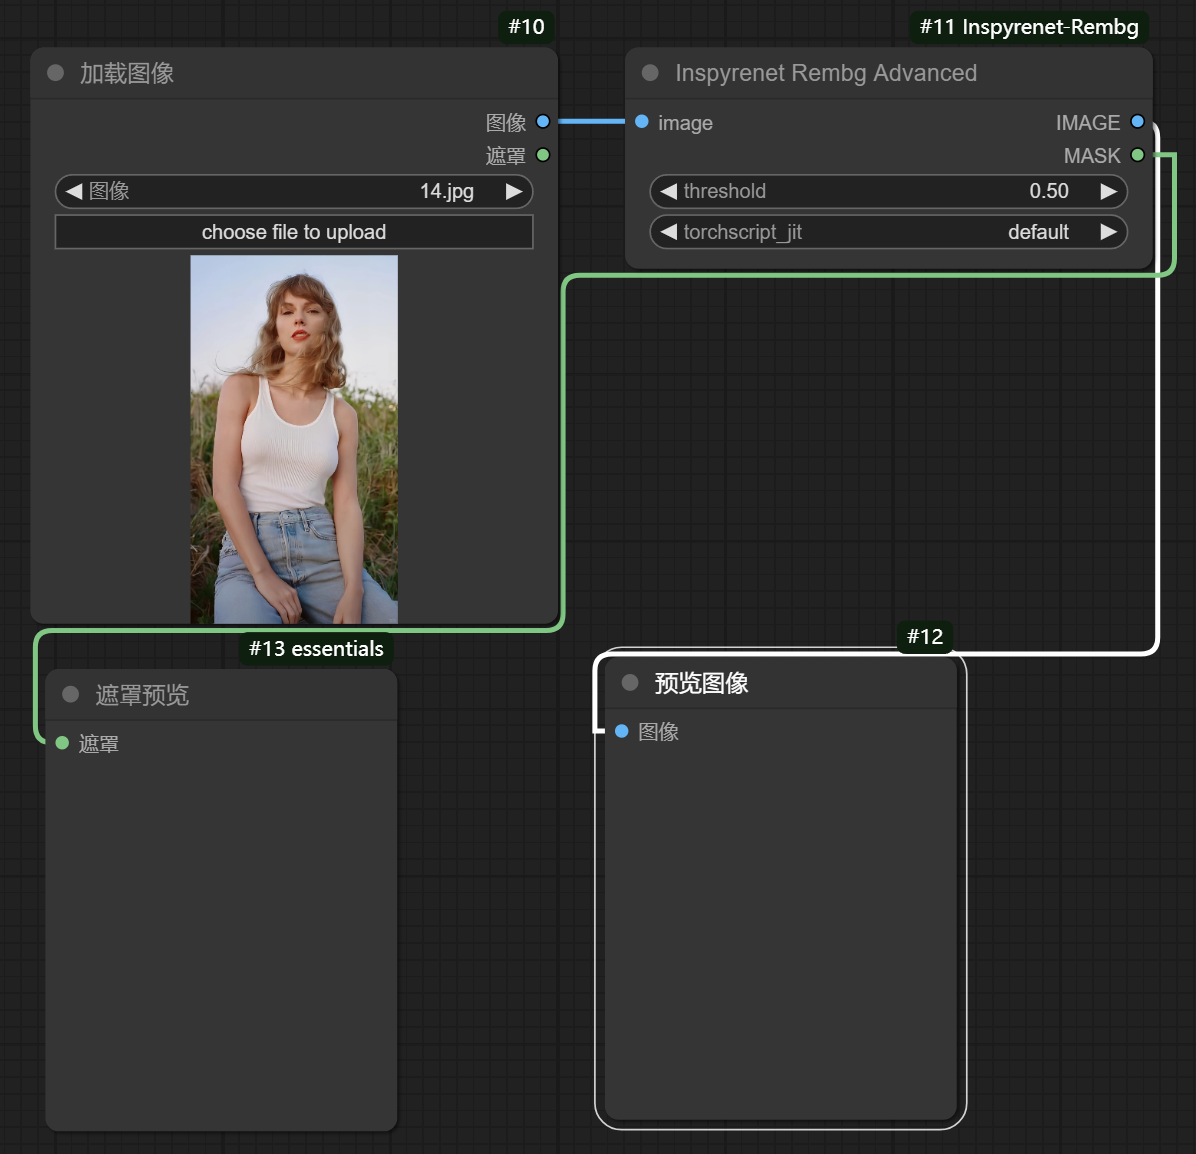 #10
加载图像
图像
遮罩
图像 14.jpg
choose file to upload
#11 Inspyrenet-Rembg
Inspyrenet Rembg Advanced
image IMAGE
MASK
threshold 0.50
torchscript_jit default
#13 essentials
遮罩预览
遮罩
#12
预览图像
图像